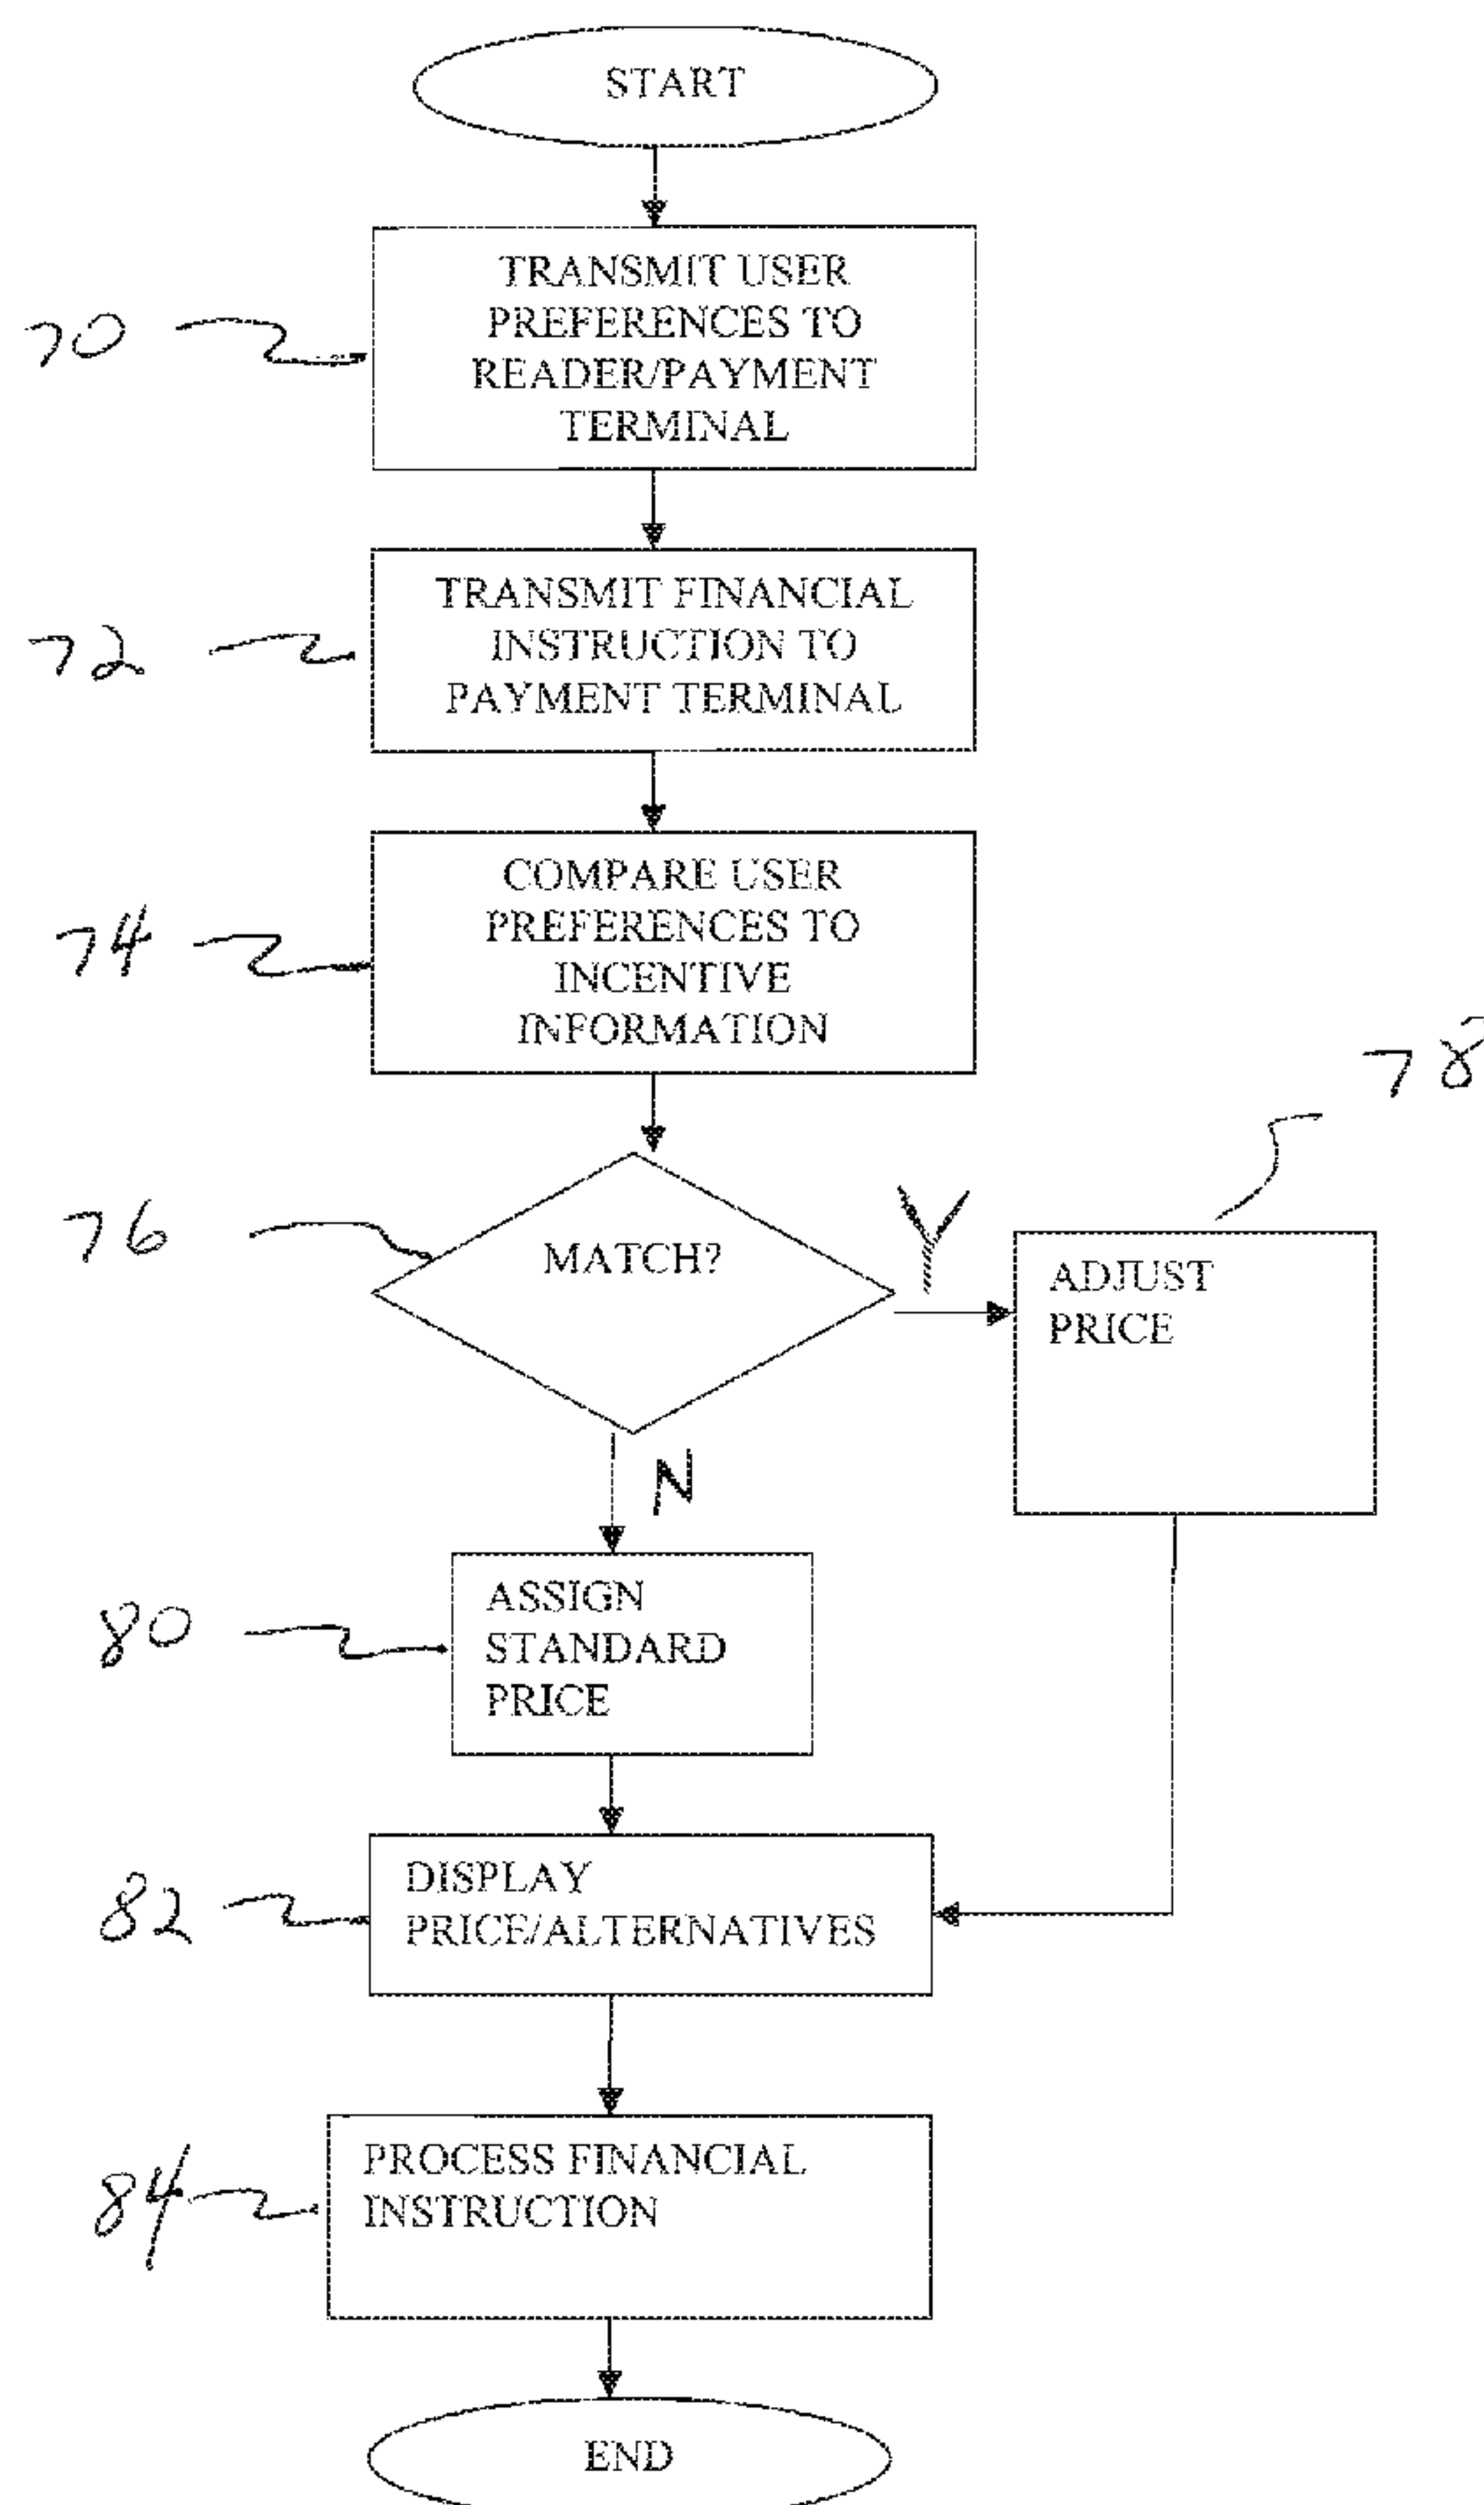 START
70
TRANSMIT USER
PREFERENCES TO
READER/PAYMENT
TERMINAL
72
TRANSMIT FINANCIAL
INSTRUCTION TO
PAYMENT TERMINAL
74
COMPARE USER
PREFERENCES TO
INCENTIVE
INFORMATION
78
76
MATCH?
Y
ADJUST
PRICE
N
80
ASSIGN
STANDARD
PRICE
82
DISPLAY
PRICE/ALTERNATIVES
84
PROCESS FINANCIAL
INSTRUCTION
END